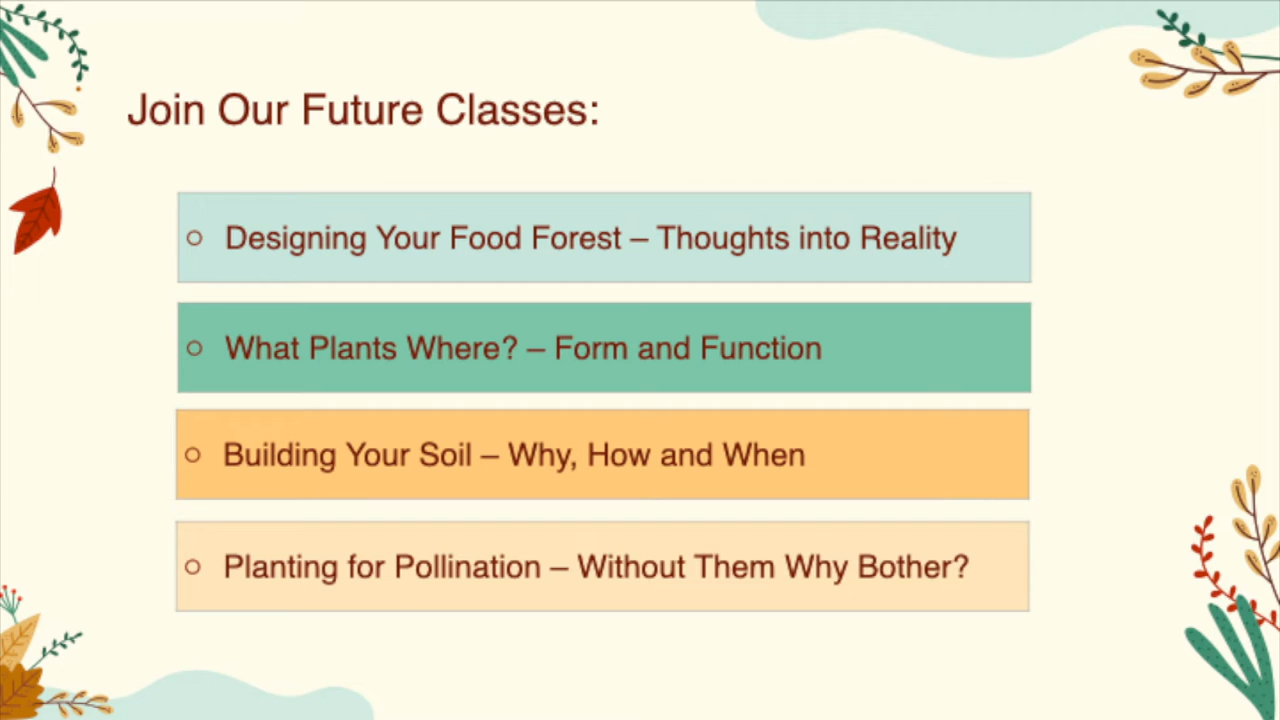 Join Our Future Classes:
○ Designing Your Food Forest – Thoughts into Reality
○ What Plants Where? – Form and Function
○ Building Your Soil – Why, How and When
○ Planting for Pollination – Without Them Why Bother?